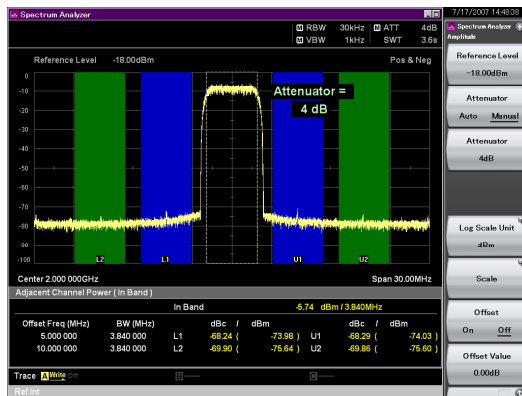 Spectrum Analyzer
7/17/2007 14:48:38
M RBW 30kHz M ATT 4dB
M VBW 1kHz SWT 3.6s
Reference Level -18.00dBm Pos & Neg
0
-10
-20
-30
-40
-50
-60
-70
-80
90
-100
Attenuator =
4 dB
L2 L1 U1 U2
Center 2.000 000GHz Span 30.00MHz
Adjacent Channel Power ( In Band )
In Band -5.74 dBm / 3.840MHz
Offset Freq (MHz) BW (MHz) dBc / dBm dBc / dBm
5.000 000 3.840 000 L1 -68.24 ( -73.98 ) U1 -68.29 ( -74.03 )
10.000 000 3.840 000 L2 -69.90 ( -75.64 ) U2 -69.86 ( -75.60 )
Trace A Write Off B C
Ref.Int
Spectrum Analyzer
Amplitude
Reference Level
-18.00dBm
Attenuator
Auto Manual
Attenuator
4dB
Log Scale Unit
dBm
Scale
Offset
On Off
Offset Value
0.00dB